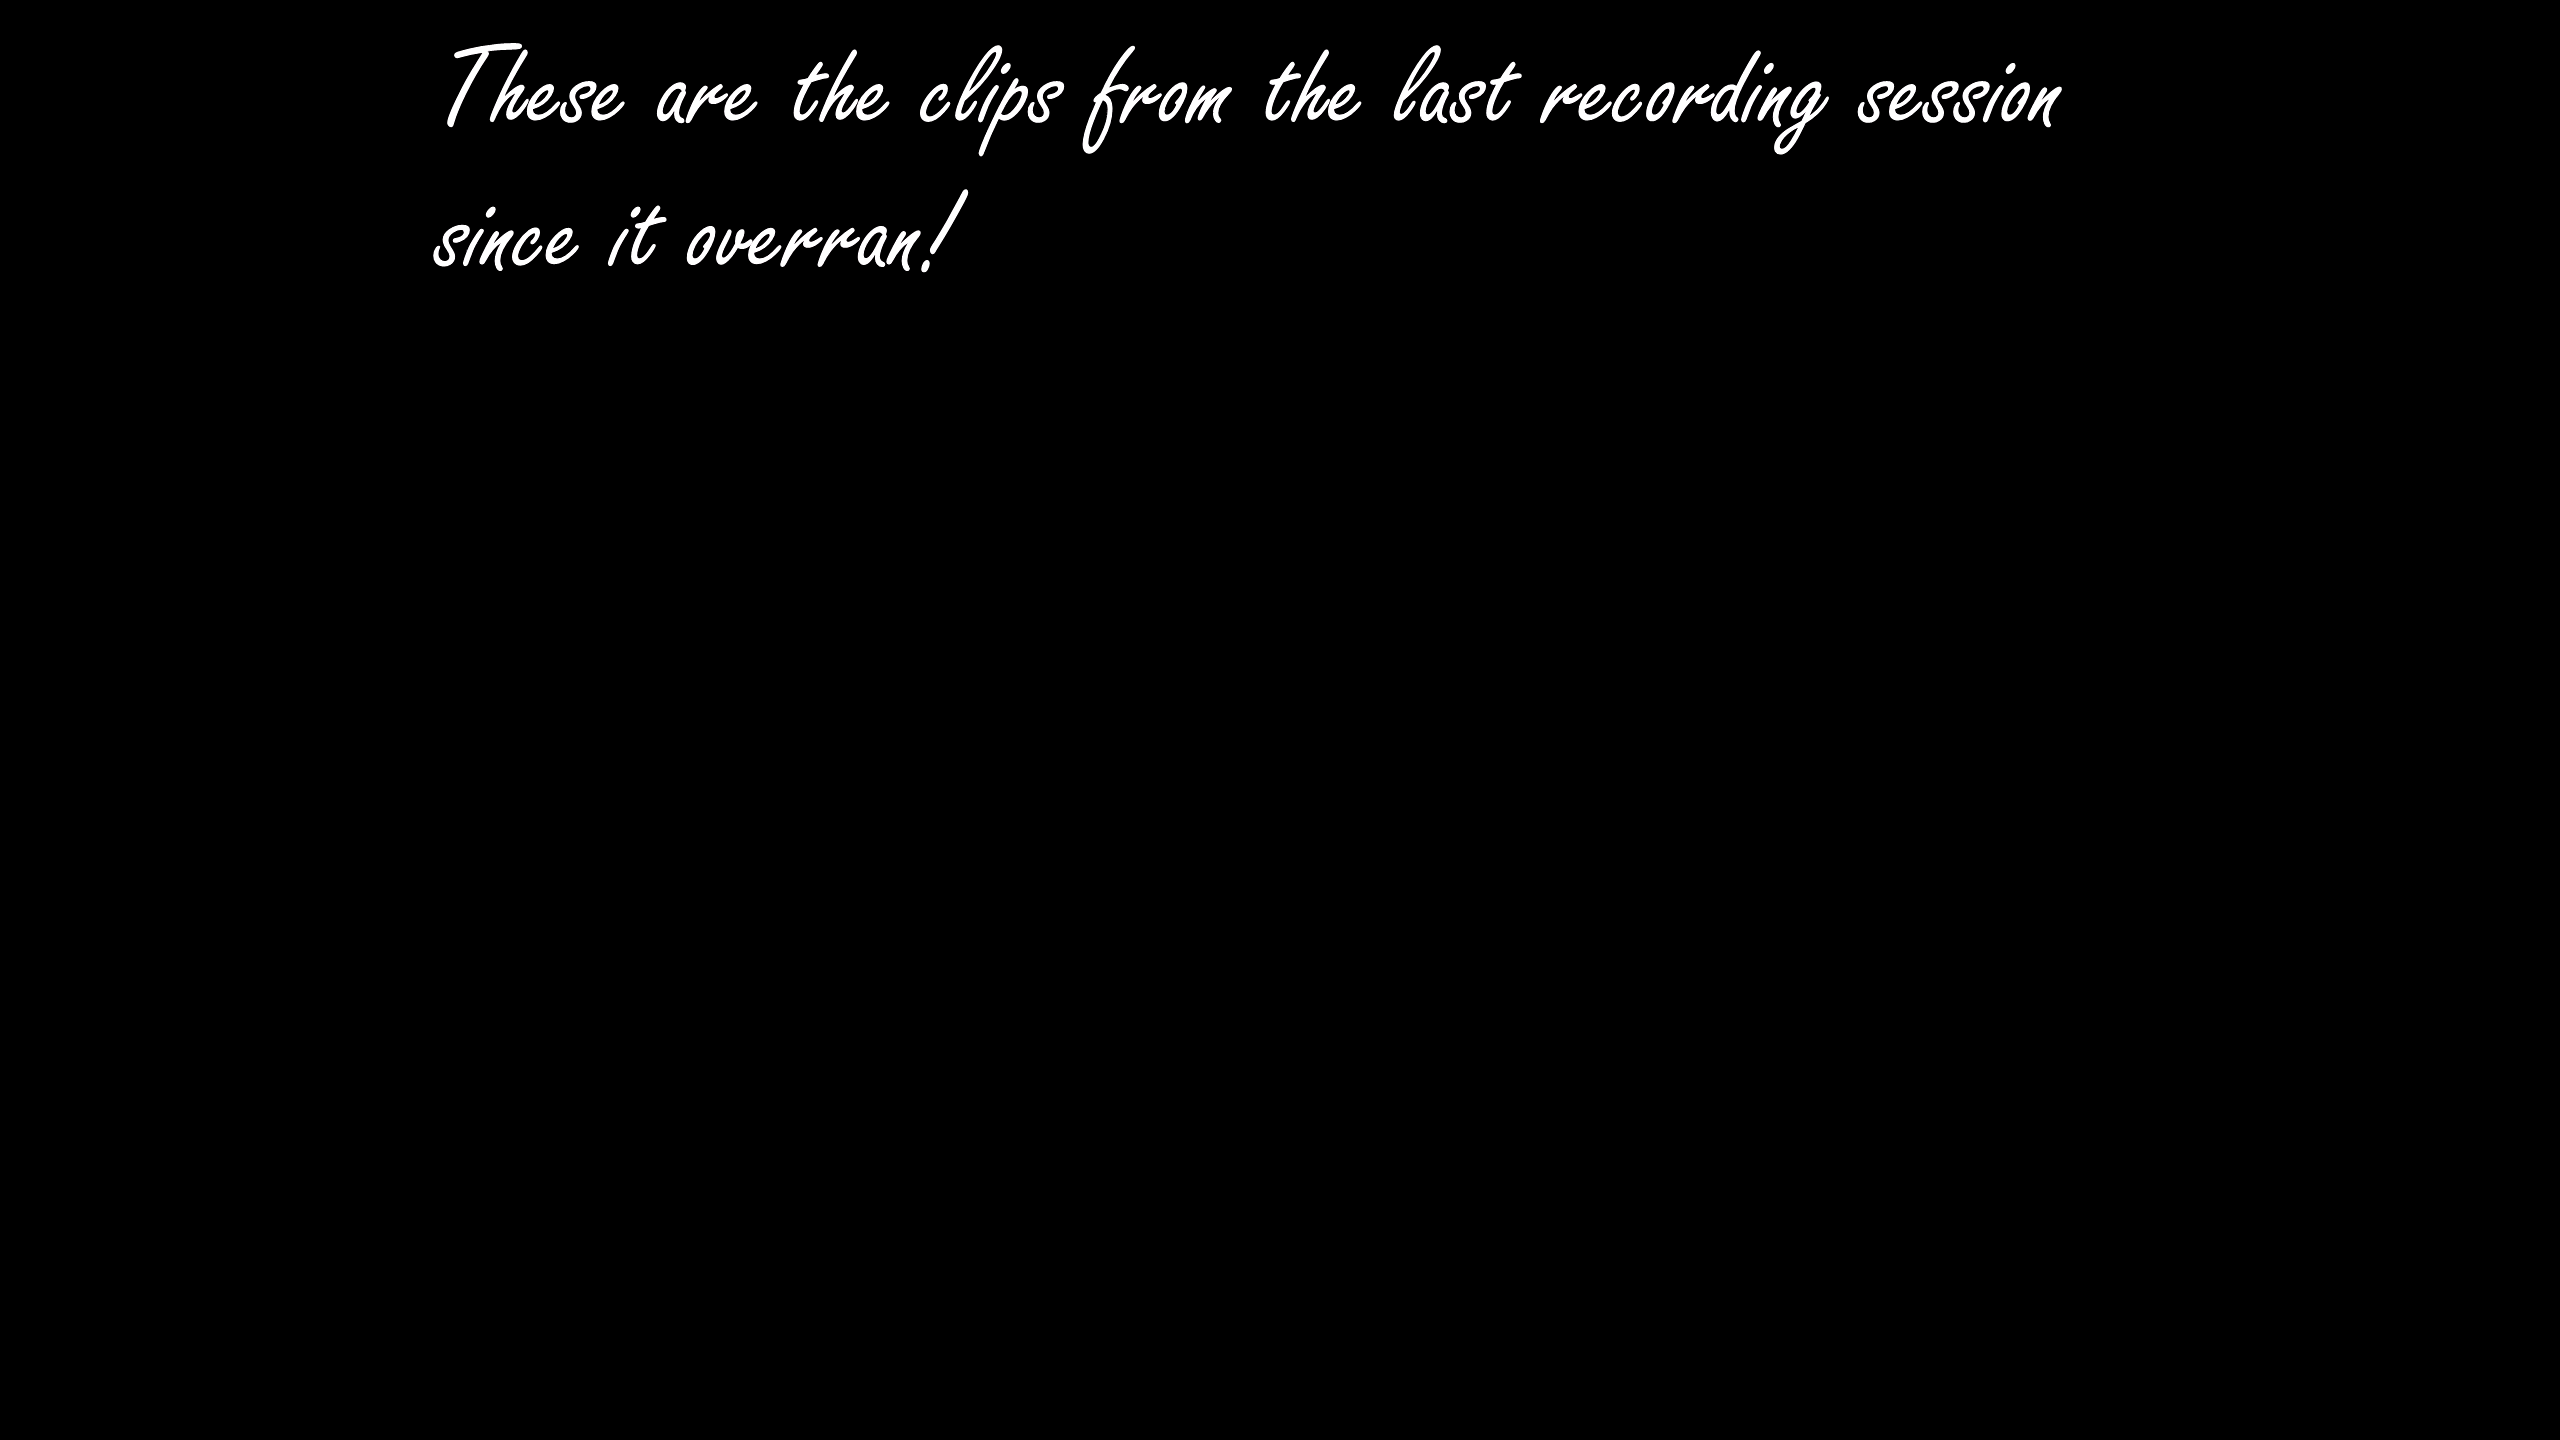 These are the clips from the last recording session
since it overran!